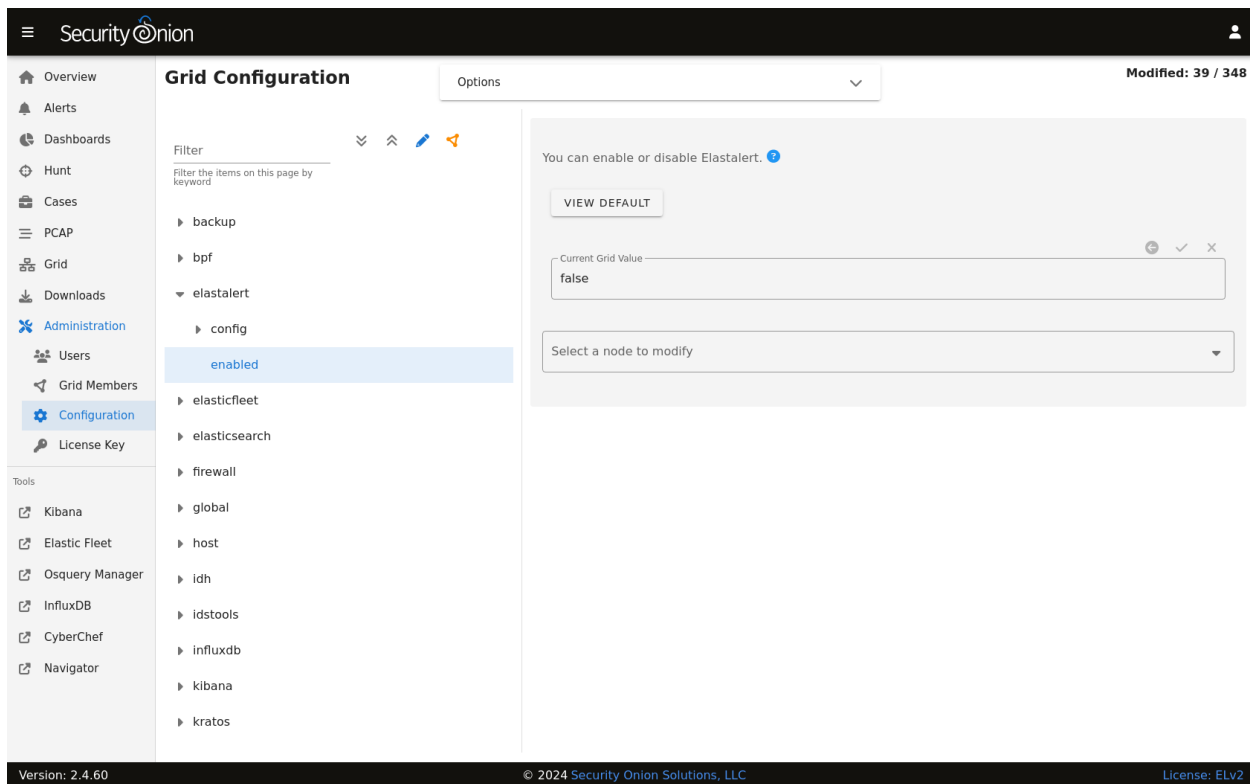 Security Onion
Overview
Alerts
Dashboards
Hunt
Cases
PCAP
Grid
Downloads
Administration
Users
Grid Members
Configuration
License Key
Tools
Kibana
Elastic Fleet
Osquery Manager
InfluxDB
CyberChef
Navigator
Grid Configuration
Options
Modified: 39 / 348
Filter
Filter the items on this page by
keyword
backup
bpf
elastalert
config
enabled
elasticfleet
elasticsearch
firewall
global
host
idh
idstools
influxdb
kibana
kratos
You can enable or disable Elastalert. ?
VIEW DEFAULT
Current Grid Value
false
Select a node to modify
Version: 2.4.60
© 2024 Security Onion Solutions, LLC
License: ELv2